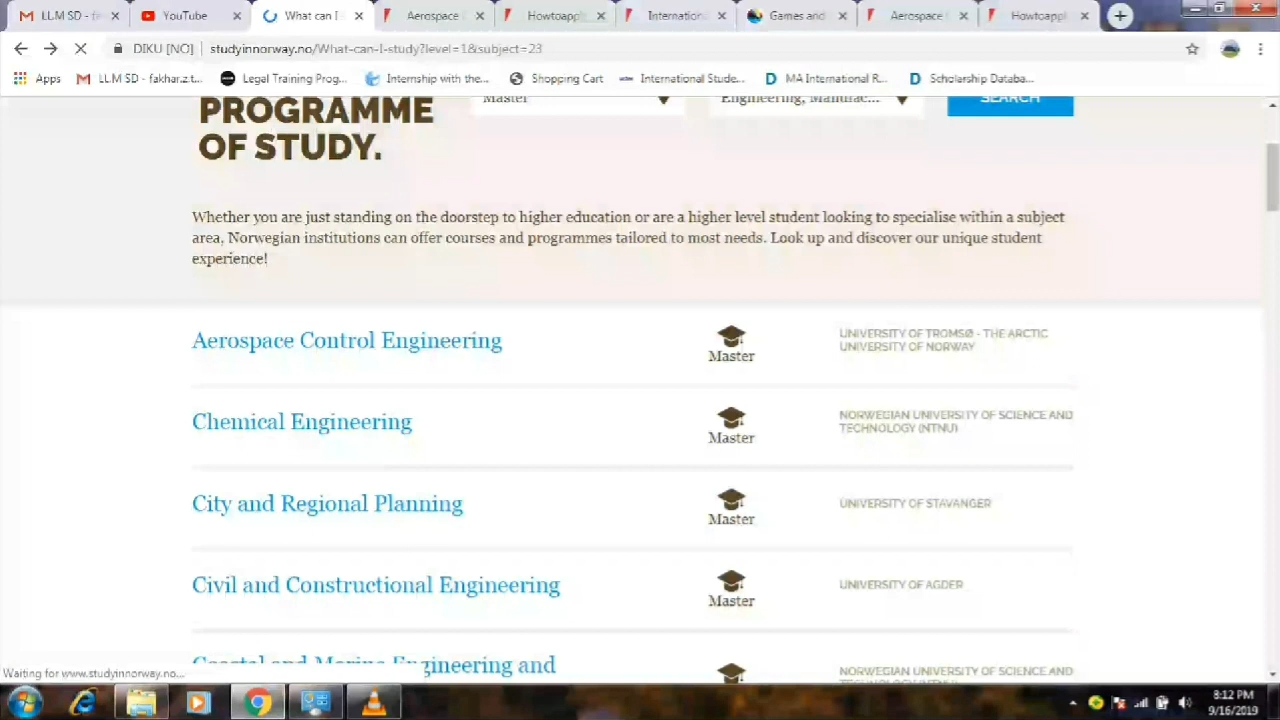 LLM SD - f
YouTube
What can I
Aerospace
Howtoappl
Internation
Games and
Aerospace
Howtoappl
DIKU [NO]
studyinnorway.no/What-can-I-study?level=1&subject=23
Apps
LLM SD - fakhar.z.t...
Legal Training Prog...
Internship with the...
Shopping Cart
International Stude...
MA International R...
Scholarship Databa...
Master
Engineering, Manufac...
SEARCH
PROGRAMME
OF STUDY.
Whether you are just standing on the doorstep to higher education or are a higher level student looking to specialise within a subject
area, Norwegian institutions can offer courses and programmes tailored to most needs. Look up and discover our unique student
experience!
Aerospace Control Engineering
Master
UNIVERSITY OF TROMSØ - THE ARCTIC
UNIVERSITY OF NORWAY
Chemical Engineering
Master
NORWEGIAN UNIVERSITY OF SCIENCE AND
TECHNOLOGY (NTNU)
City and Regional Planning
Master
UNIVERSITY OF STAVANGER
Civil and Constructional Engineering
Master
UNIVERSITY OF AGDER
Coastal and Marine Engineering and
NORWEGIAN UNIVERSITY OF SCIENCE AND
TECHNOLOGY (NTNU)
Waiting for www.studyinnorway.no...
8:12 PM
9/16/2019